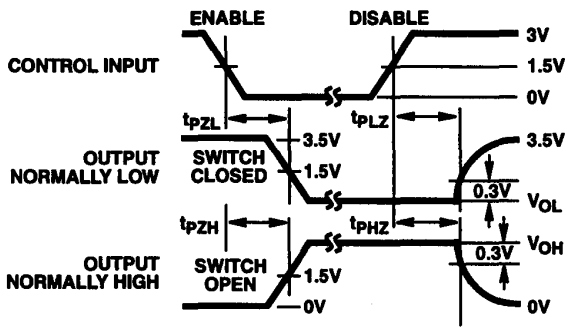 ENABLE DISABLE
3V
CONTROL INPUT 1.5V
0V
tPZL tPLZ
3.5V 3.5V
OUTPUT NORMALLY LOW
SWITCH CLOSED
1.5V
0.3V
VOL
tPZH tPHZ
VOH
0.3V
OUTPUT NORMALLY HIGH
SWITCH OPEN
1.5V
0V 0V